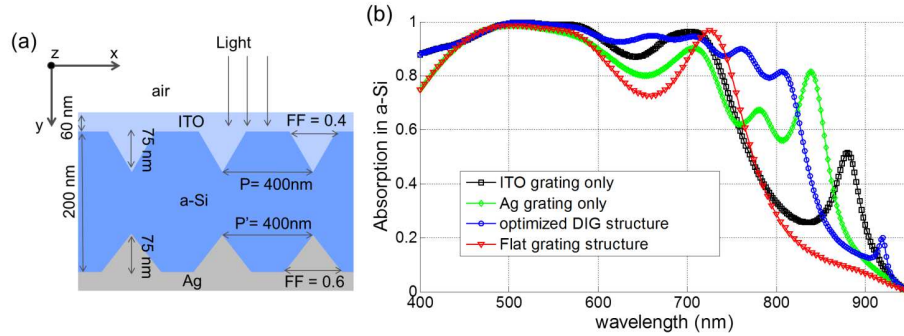 (a)
z
x
y
Light
air
60 nm
ITO
FF = 0.4
75 nm
P= 400nm
200 nm
a-Si
P'= 400nm
75 nm
Ag
FF = 0.6
(b)
Absorption in a-Si
1
0.8
0.6
0.4
0.2
0
ITO grating only
Ag grating only
optimized DIG structure
Flat grating structure
400 500 600 700 800 900
wavelength (nm)